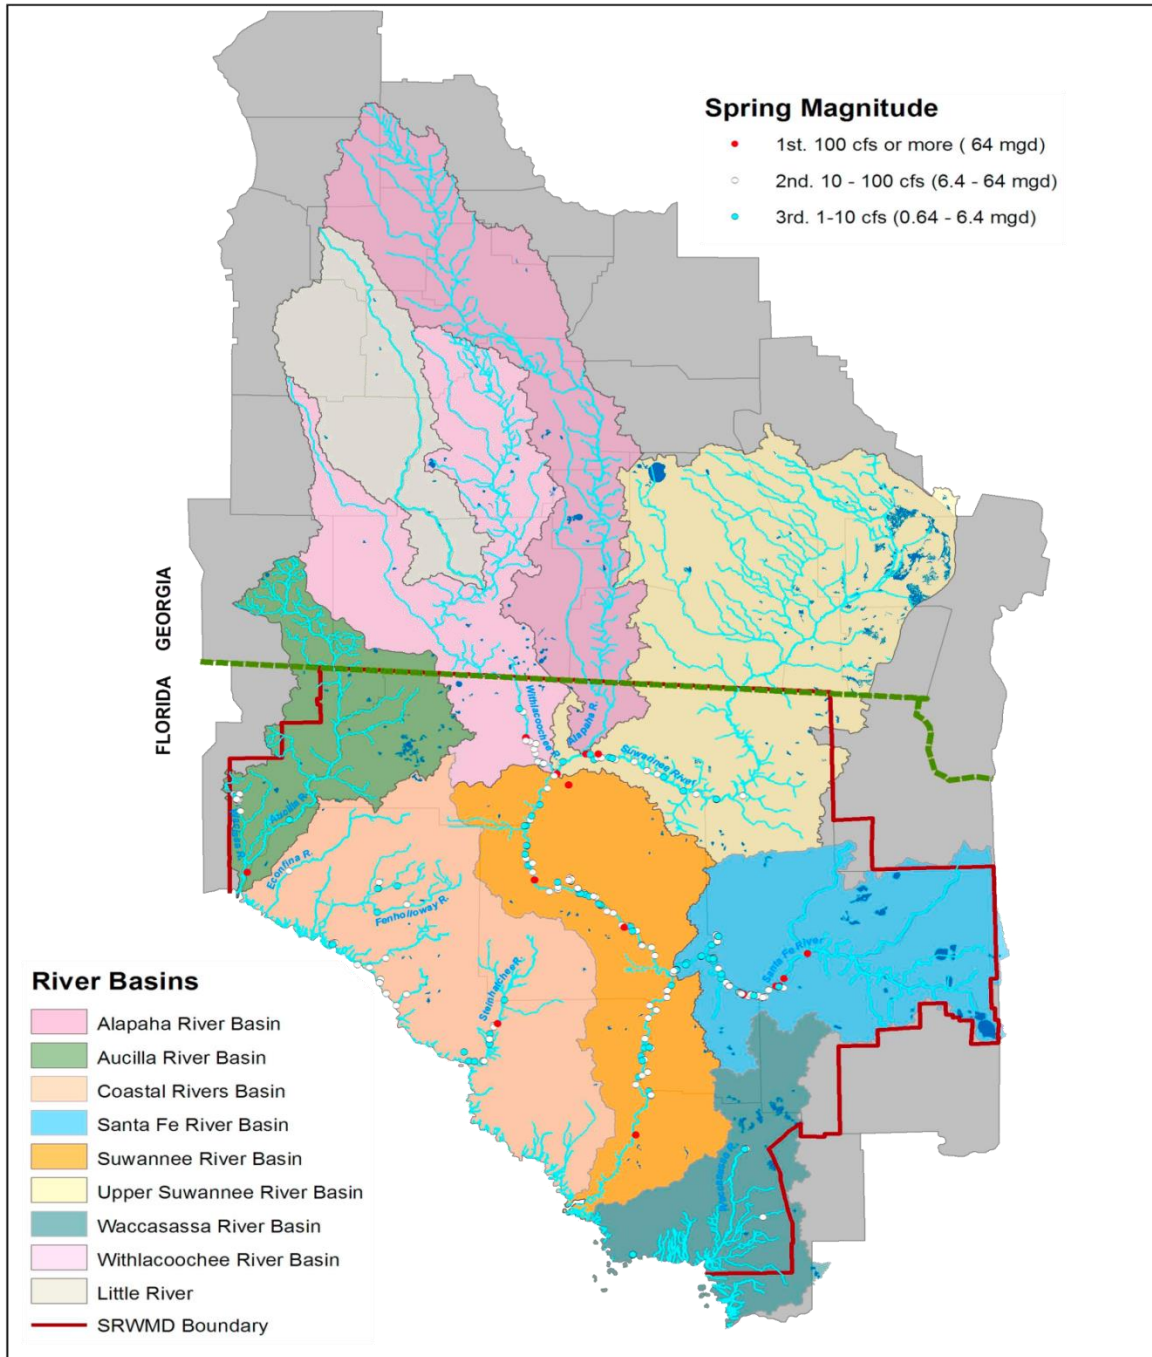 Spring Magnitude
1st. 100 cfs or more ( 64 mgd)
2nd. 10 - 100 cfs (6.4 - 64 mgd)
3rd. 1-10 cfs (0.64 - 6.4 mgd)
GEORGIA
FLORIDA
Withlacoochee R.
Alapaha R.
Suwannee River
Aucilla R.
Econfina R.
Fenholloway R.
Steinhatchee R.
Santa Fe River
River Basins
Alapaha River Basin
Aucilla River Basin
Coastal Rivers Basin
Santa Fe River Basin
Suwannee River Basin
Upper Suwannee River Basin
Waccasassa River Basin
Withlacoochee River Basin
Little River
SRWMD Boundary